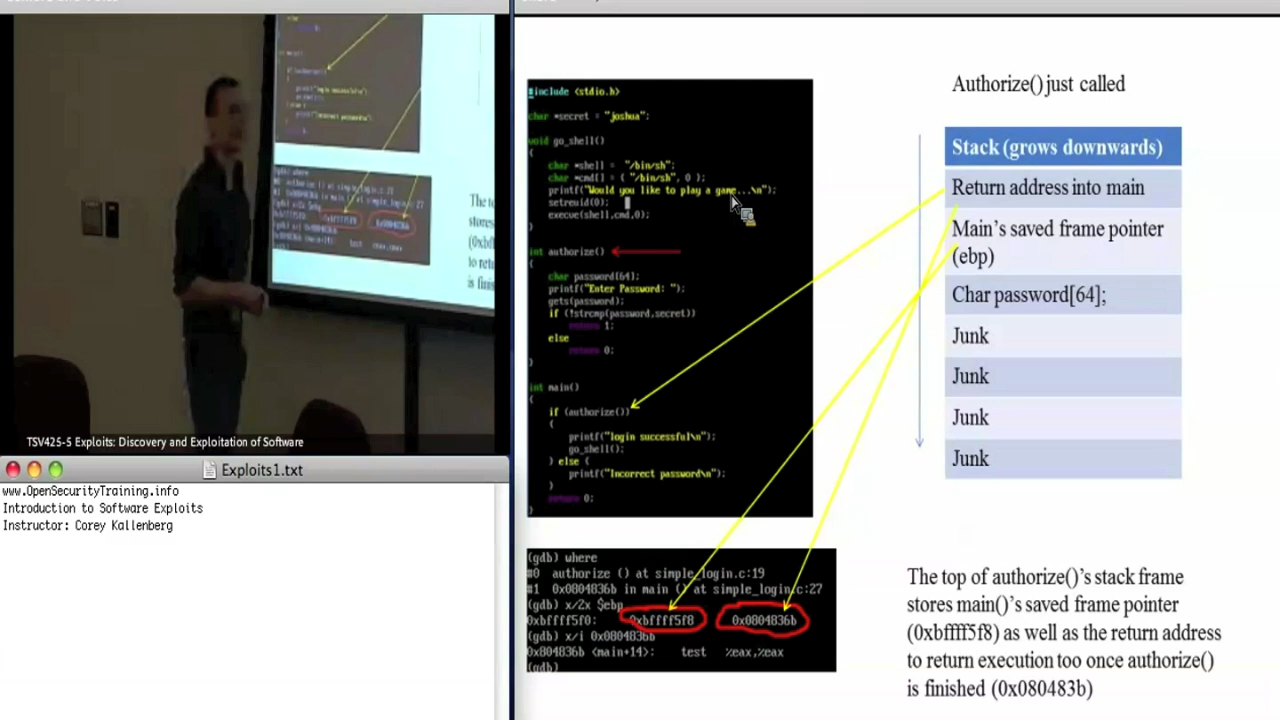 TSV425-5 Exploits: Discovery and Exploitation of Software
Exploits1.txt
www.OpenSecurityTraining.info
Introduction to Software Exploits
Instructor: Corey Kallenberg
#include <stdio.h>
char *secret = "joshua";
void go_shell()
{
char *shell = "/bin/sh";
char *cmd[] = { "/bin/sh", 0 };
printf("Would you like to play a game...\n");
setreuid(0);
execve(shell,cmd,0);
}
int authorize()
{
char password[64];
printf("Enter Password: ");
gets(password);
if (!strcmp(password,secret))
return 1;
else
return 0;
}
int main()
{
if (authorize())
{
printf("login successful\n");
go_shell();
} else {
printf("Incorrect password\n");
}
return 0;
}
(gdb) where
#0 authorize () at simple_login.c:19
#1 0x0804836b in main () at simple_login.c:27
(gdb) x/2x $ebp
0xbffff5f0: 0xbffff5f8 0x0804836b
(gdb) x/i 0x0804836b
0x804836b <main+14>: test %eax,%eax
(gdb)
Authorize() just called
Stack (grows downwards)
Return address into main
Main's saved frame pointer
(ebp)
Char password[64];
Junk
Junk
Junk
Junk
The top of authorize()'s stack frame
stores main()'s saved frame pointer
(0xbffff5f8) as well as the return address
to return execution too once authorize()
is finished (0x080483b)